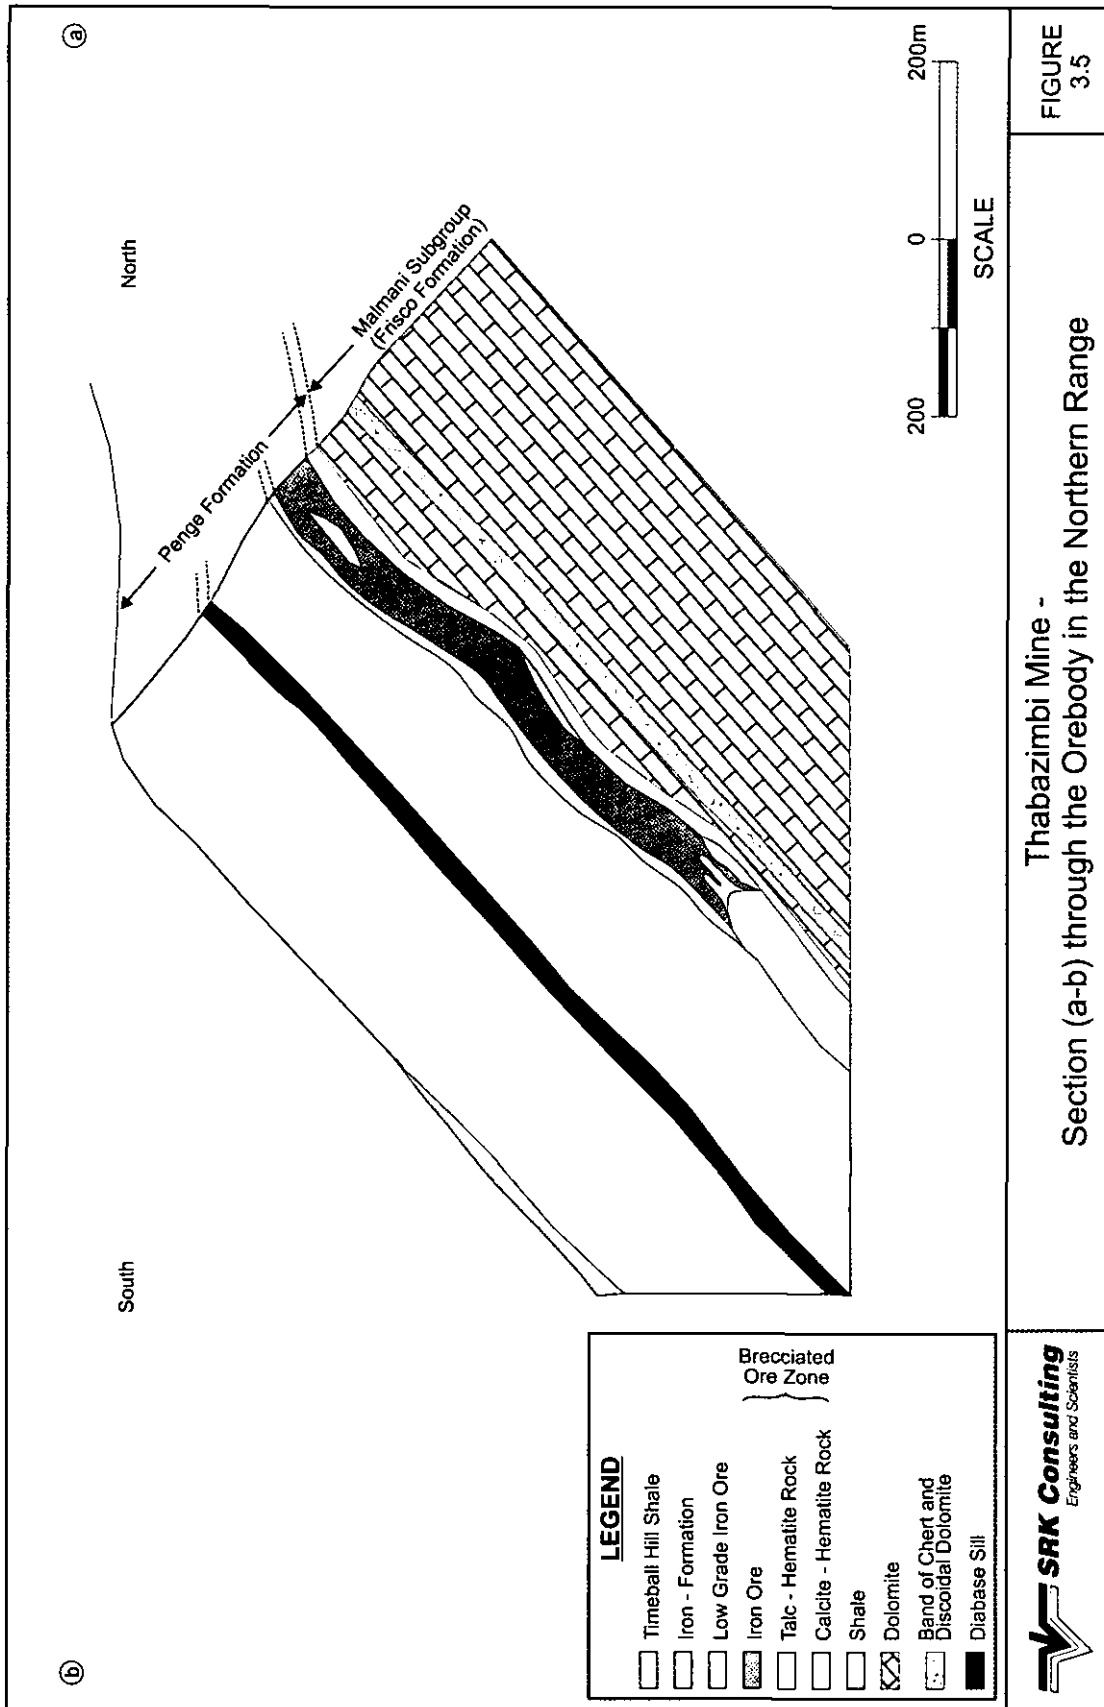 b
a
South
North
Penge Formation
Malmani Subgroup
(Frisco Formation)
LEGEND
Timeball Hill Shale
Iron - Formation
Low Grade Iron Ore
Iron Ore
Talc - Hematite Rock
Calcite - Hematite Rock
Brecciated
Ore Zone
Shale
Dolomite
Band of Chert and
Discoidal Dolomite
Diabase Sill
200 0 200m
SCALE
SRK Consulting
Engineers and Scientists
Thabazimbi Mine -
Section (a-b) through the Orebody in the Northern Range
FIGURE
3.5